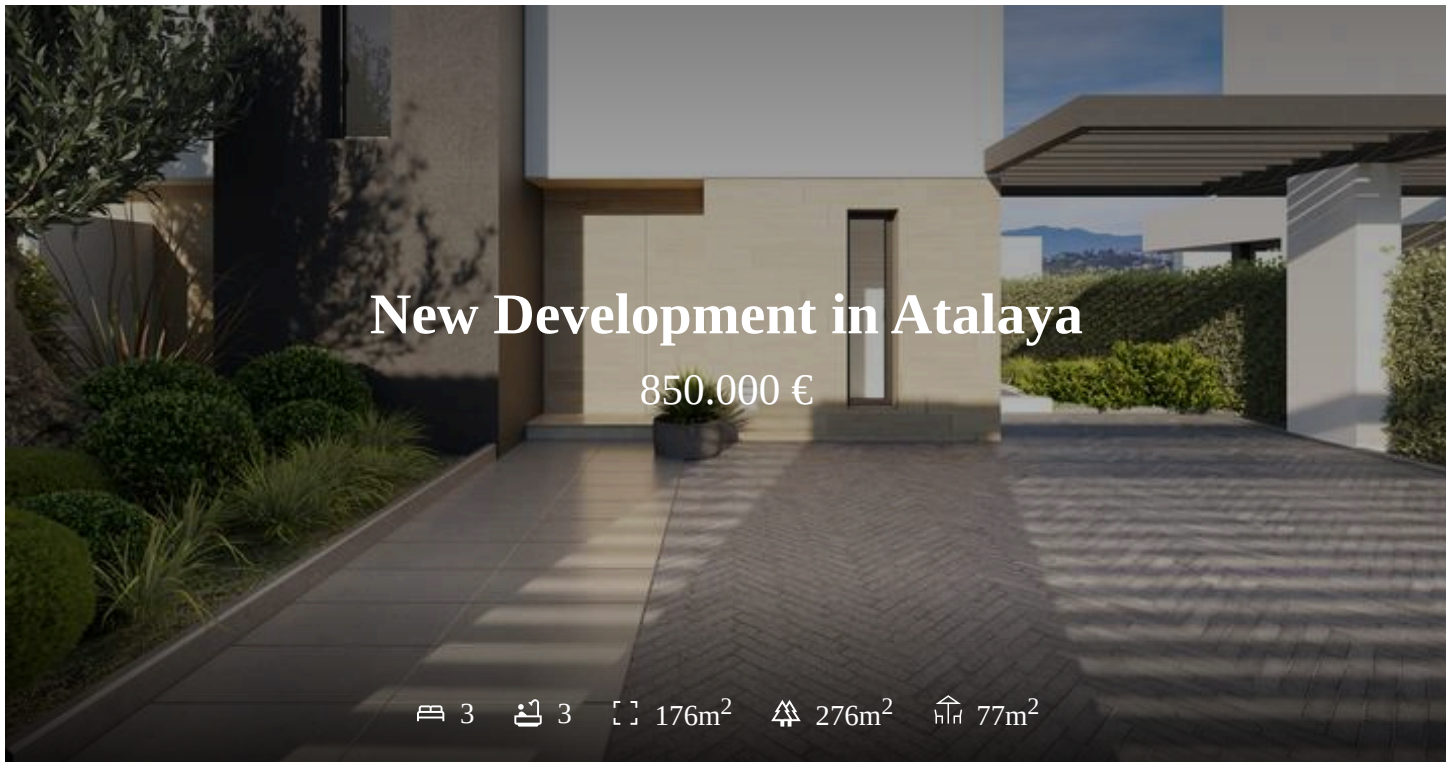 New Development in Atalaya
850.000 €
3 3 176m² 276m² 77m²